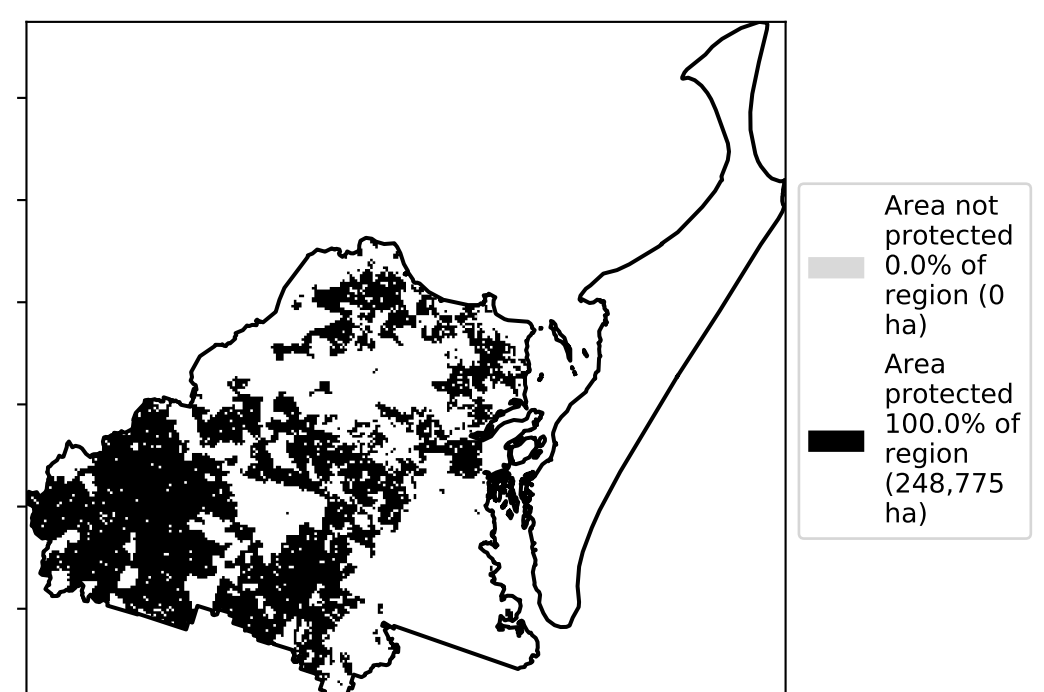 Area not
protected
0.0% of
region (0
ha)
Area
protected
100.0% of
region
(248,775
ha)